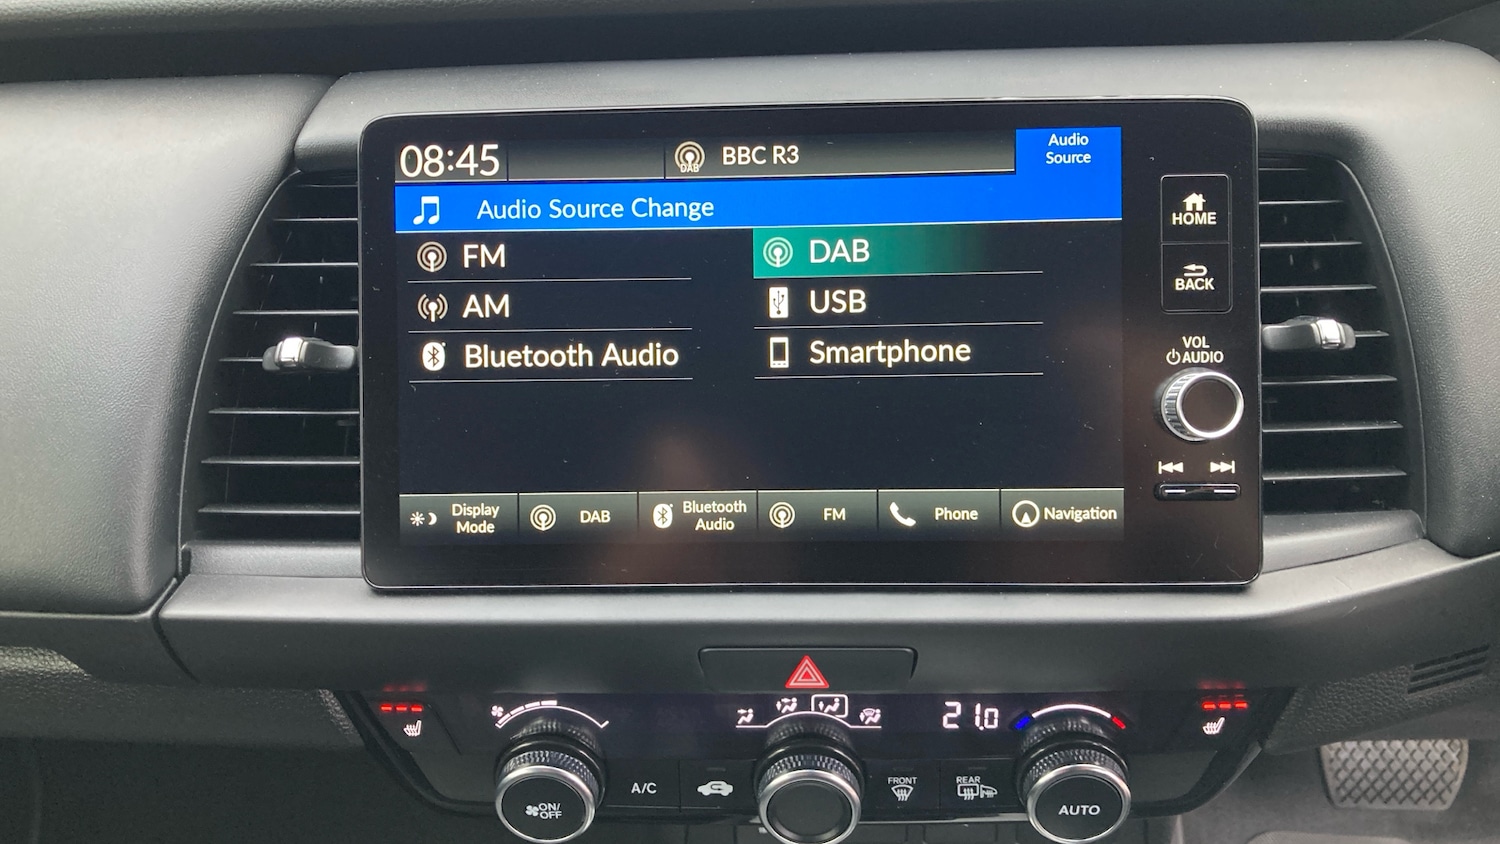 08:45
DAB
BBC R3
Audio
Source
Audio Source Change
FM
DAB
AM
USB
Bluetooth Audio
Smartphone
Display
Mode
DAB
Bluetooth
Audio
FM
Phone
Navigation
HOME
BACK
VOL
AUDIO
21.0
ON/
OFF
A/C
FRONT
REAR
AUTO